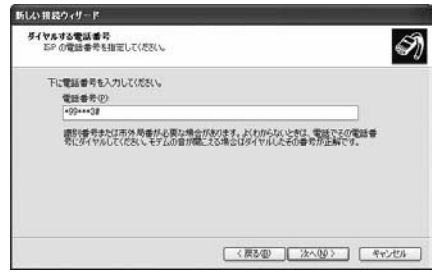 新しい接続ウィザード
ダイヤルする電話番号
ISP の電話番号を指定してください。
下に電話番号を入力してください。
電話番号(P)
*99***3#
識別番号または市外局番が必要な場合があります。よくわからないときは、電話でその電話番
号にダイヤルしてください。モデムの音が聞こえる場合はダイヤルしたその番号が正解です。
< 戻る(B)
次へ(N) >
キャンセル